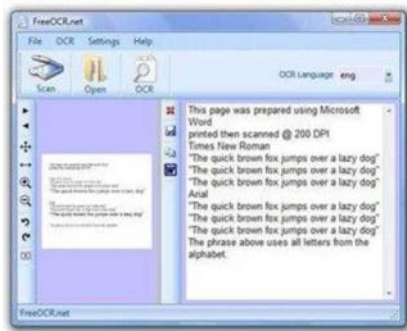 FreeOCR.net
File OCR Settings Help
Scan Open OCR
OCR Language eng
This page was prepared using Microsoft
Word
printed then scanned @ 200 DPI
Times New Roman
"The quick brown fox jumps over a lazy dog"
"The quick brown fox jumps over a lazy dog"
"The quick brown fox jumps over a lazy dog"
Arial
"The quick brown fox jumps over a lazy dog"
"The quick brown fox jumps over a lazy dog"
"The quick brown fox jumps over a lazy dog"
The phrase above uses all letters from the
alphabet.
FreeOCR.net